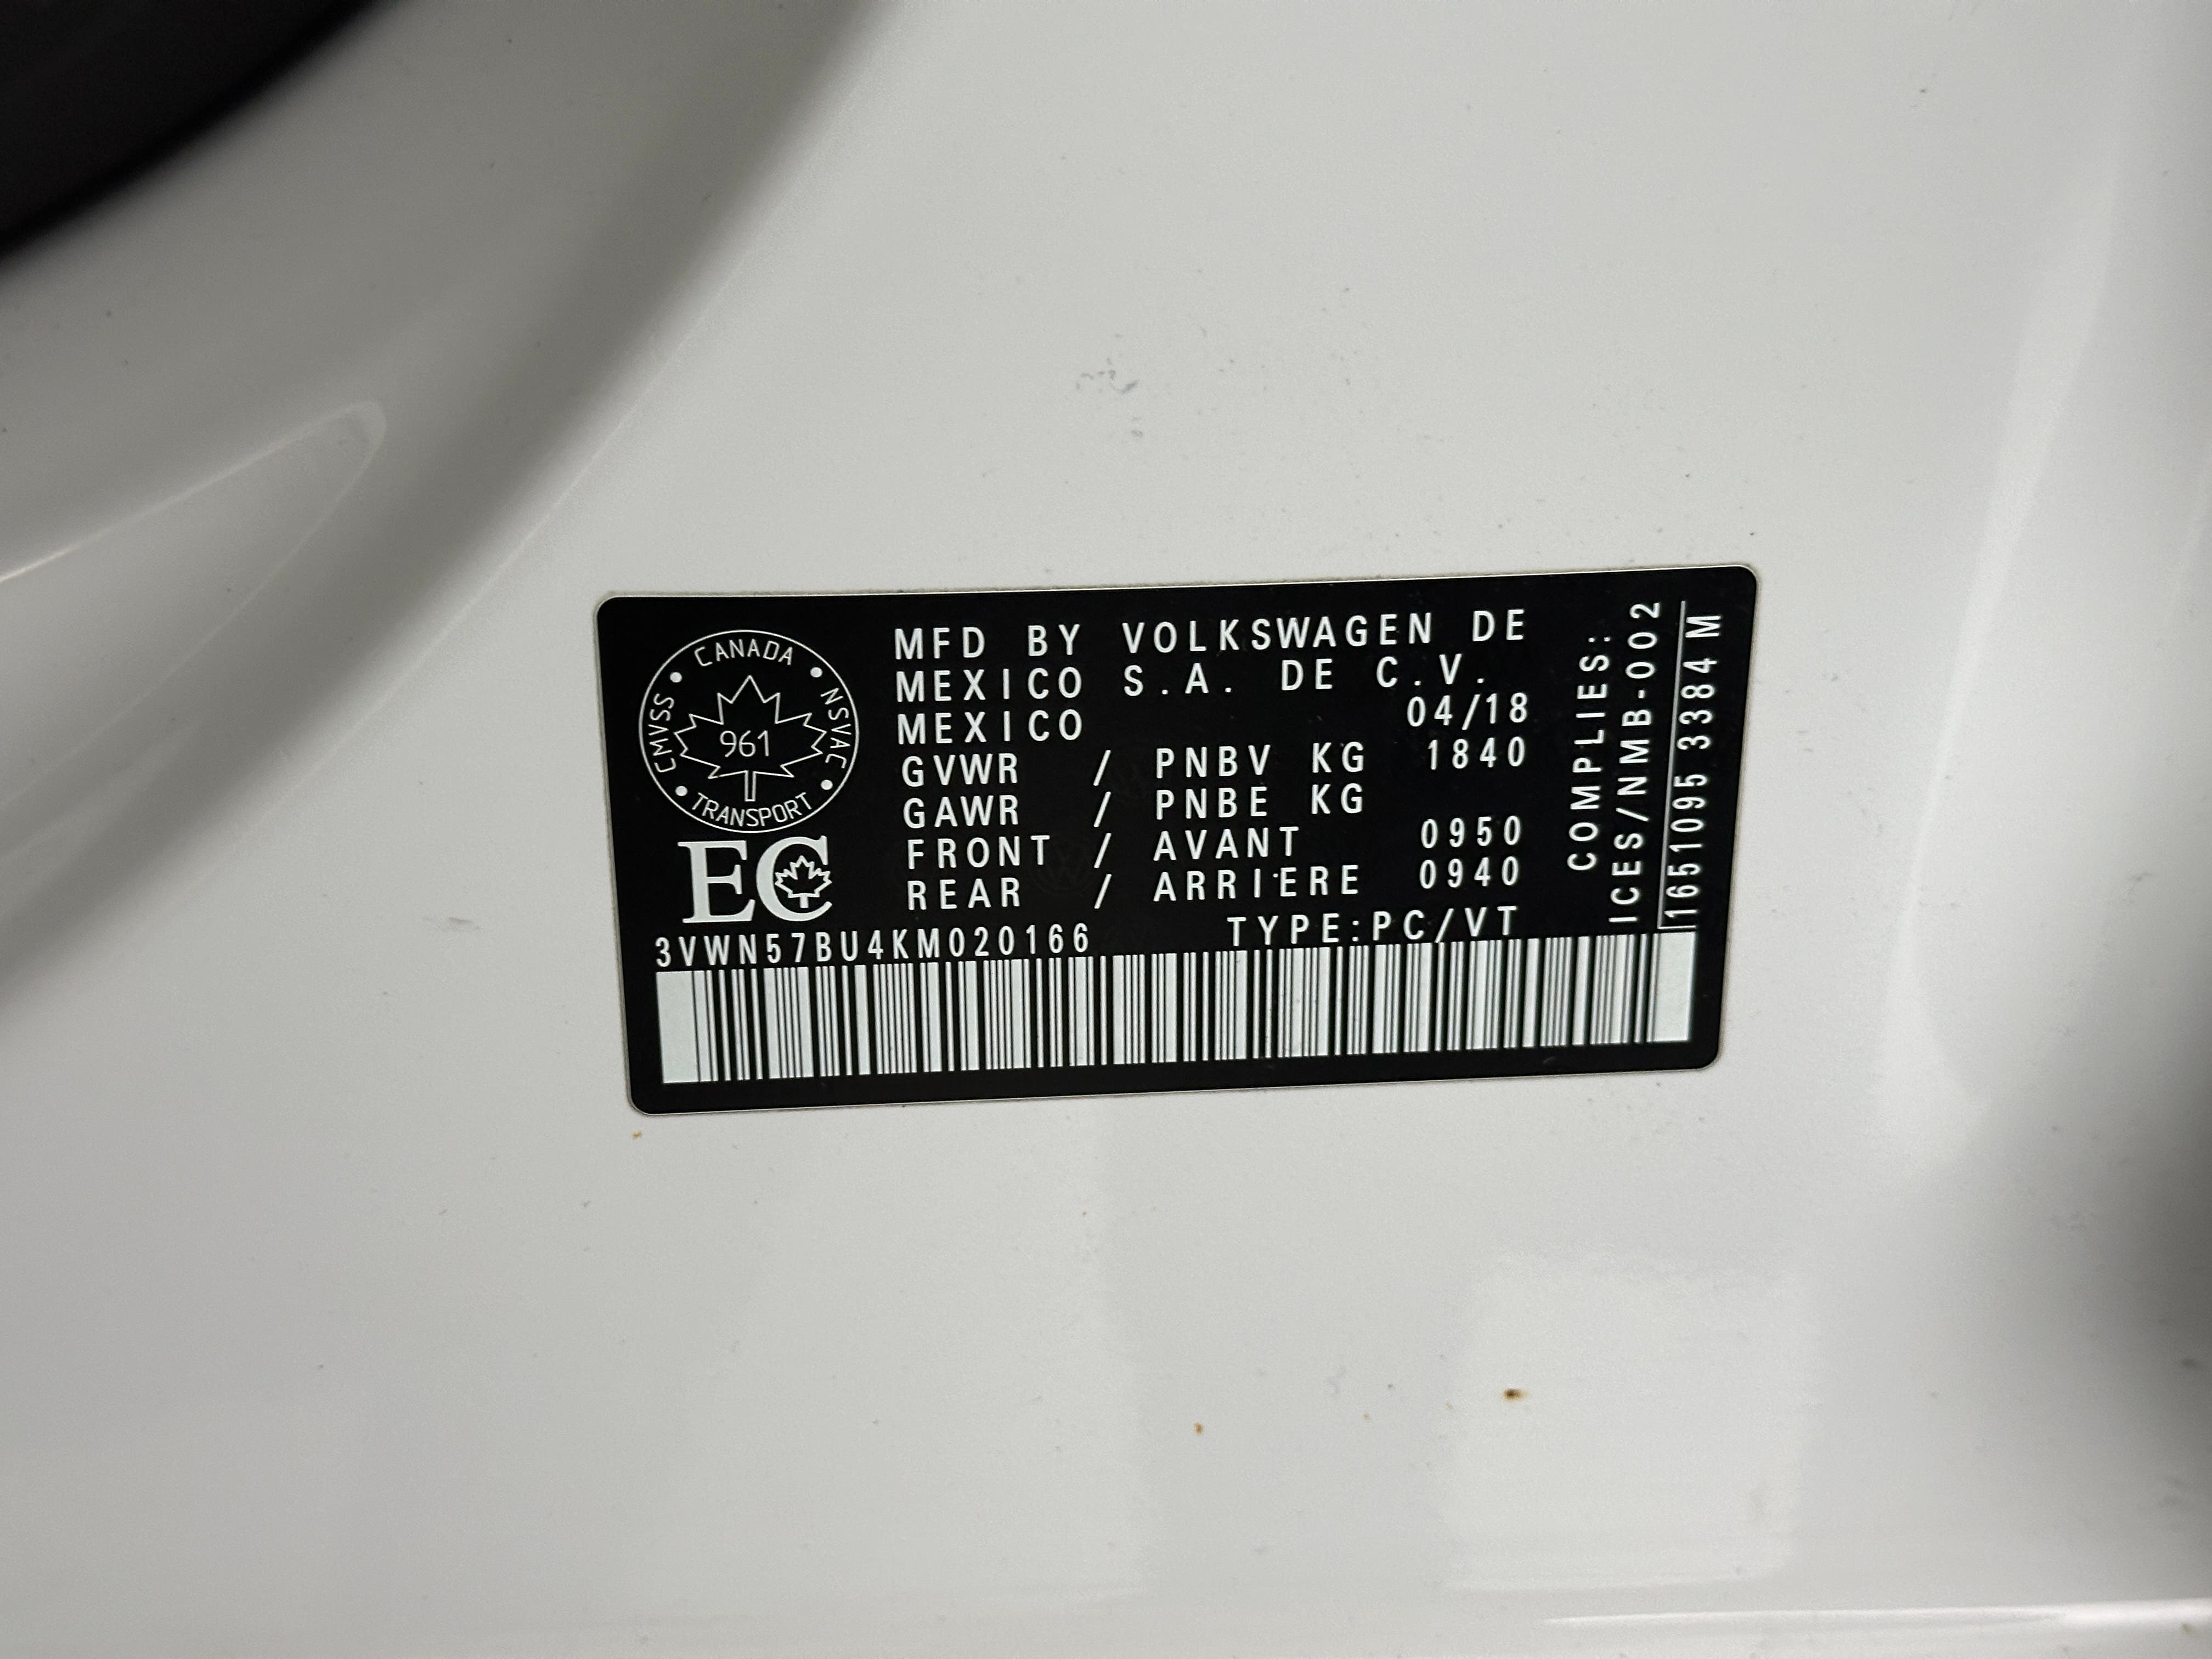 CANADA
CMVSS
NSVAC
961
TRANSPORT
EC
MFD BY VOLKSWAGEN DE
MEXICO S.A. DE C.V.
MEXICO 04/18
GVWR / PNBV KG 1840
GAWR / PNBE KG
FRONT / AVANT 0950
REAR / ARRIERE 0940
3VWN57BU4KM020166 TYPE:PC/VT
COMPLIES:
ICES/NMB-002
1651095 3384 M